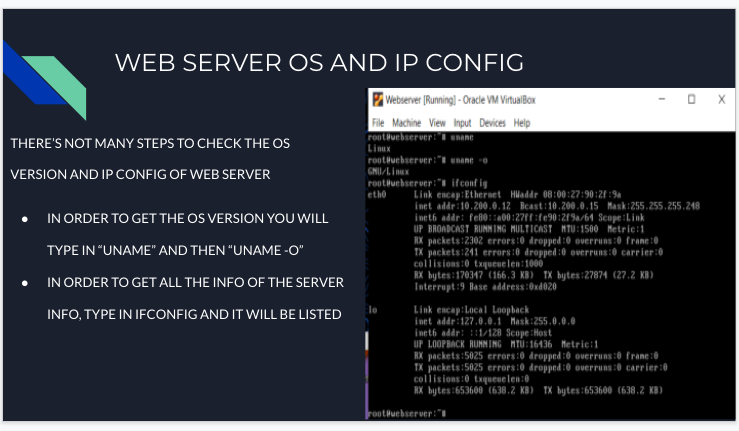 WEB SERVER OS AND IP CONFIG
THERE'S NOT MANY STEPS TO CHECK THE OS
VERSION AND IP CONFIG OF WEB SERVER
● IN ORDER TO GET THE OS VERSION YOU WILL
TYPE IN “UNAME” AND THEN “UNAME -O”
● IN ORDER TO GET ALL THE INFO OF THE SERVER
INFO, TYPE IN IFCONFIG AND IT WILL BE LISTED
Webserver [Running] - Oracle VM VirtualBox
File Machine View Input Devices Help
root@webserver:~# uname
Linux
root@webserver:~# uname -o
GNU/Linux
root@webserver:~# ifconfig
eth0 Link encap:Ethernet HWaddr 08:00:27:90:2f:9a
inet addr:10.200.0.12 Bcast:10.200.0.15 Mask:255.255.255.248
inet6 addr: fe80::a00:27ff:fe90:2f9a/64 Scope:Link
UP BROADCAST RUNNING MULTICAST MTU:1500 Metric:1
RX packets:2302 errors:0 dropped:0 overruns:0 frame:0
TX packets:241 errors:0 dropped:0 overruns:0 carrier:0
collisions:0 txqueuelen:1000
RX bytes:170347 (166.3 KB) TX bytes:27874 (27.2 KB)
Interrupt:9 Base address:0xd020
lo Link encap:Local Loopback
inet addr:127.0.0.1 Mask:255.0.0.0
inet6 addr: ::1/128 Scope:Host
UP LOOPBACK RUNNING MTU:16436 Metric:1
RX packets:5025 errors:0 dropped:0 overruns:0 frame:0
TX packets:5025 errors:0 dropped:0 overruns:0 carrier:0
collisions:0 txqueuelen:0
RX bytes:653600 (638.2 KB) TX bytes:653600 (638.2 KB)
root@webserver:~#